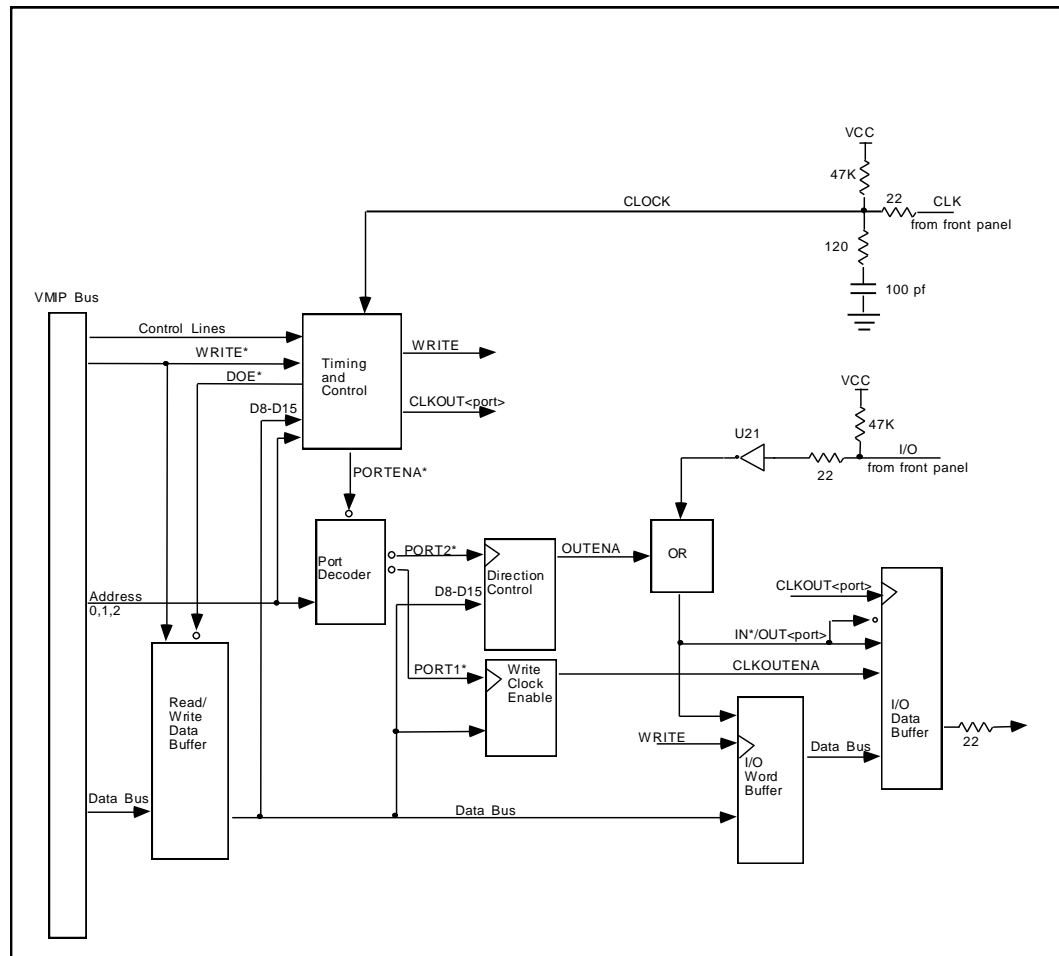 VCC
47K
22
CLK
CLOCK
from front panel
120
100 pf
VMIP Bus
Control Lines
WRITE*
DOE*
D8-D15
Timing
and
Control
WRITE
CLKOUT<port>
VCC
47K
U21
I/O
22
from front panel
PORTENA*
Port
Decoder
PORT2*
D8-D15
Direction
Control
OUTENA
OR
Address
0,1,2
CLKOUT<port>
IN*/OUT<port>
PORT1*
Write
Clock
Enable
CLKOUTENA
Read/
Write
Data
Buffer
WRITE
I/O
Word
Buffer
Data Bus
I/O
Data
Buffer
22
Data Bus
Data Bus